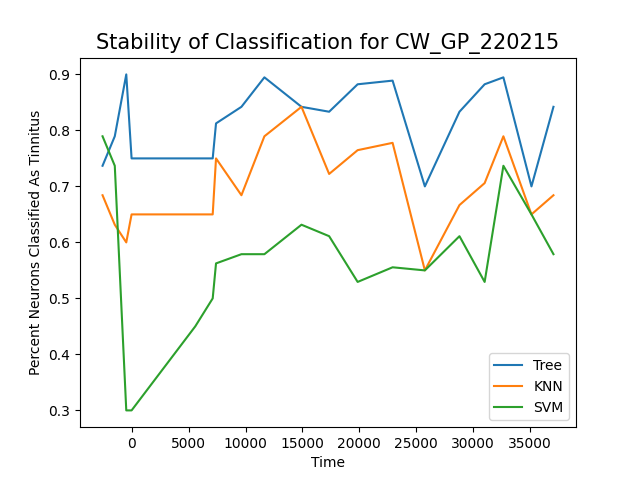 Stability of Classification for CW_GP_220215
Percent Neurons Classified As Tinnitus
0.9
0.8
0.7
0.6
0.5
0.4
0.3
Tree
KNN
SVM
0 5000 10000 15000 20000 25000 30000 35000
Time